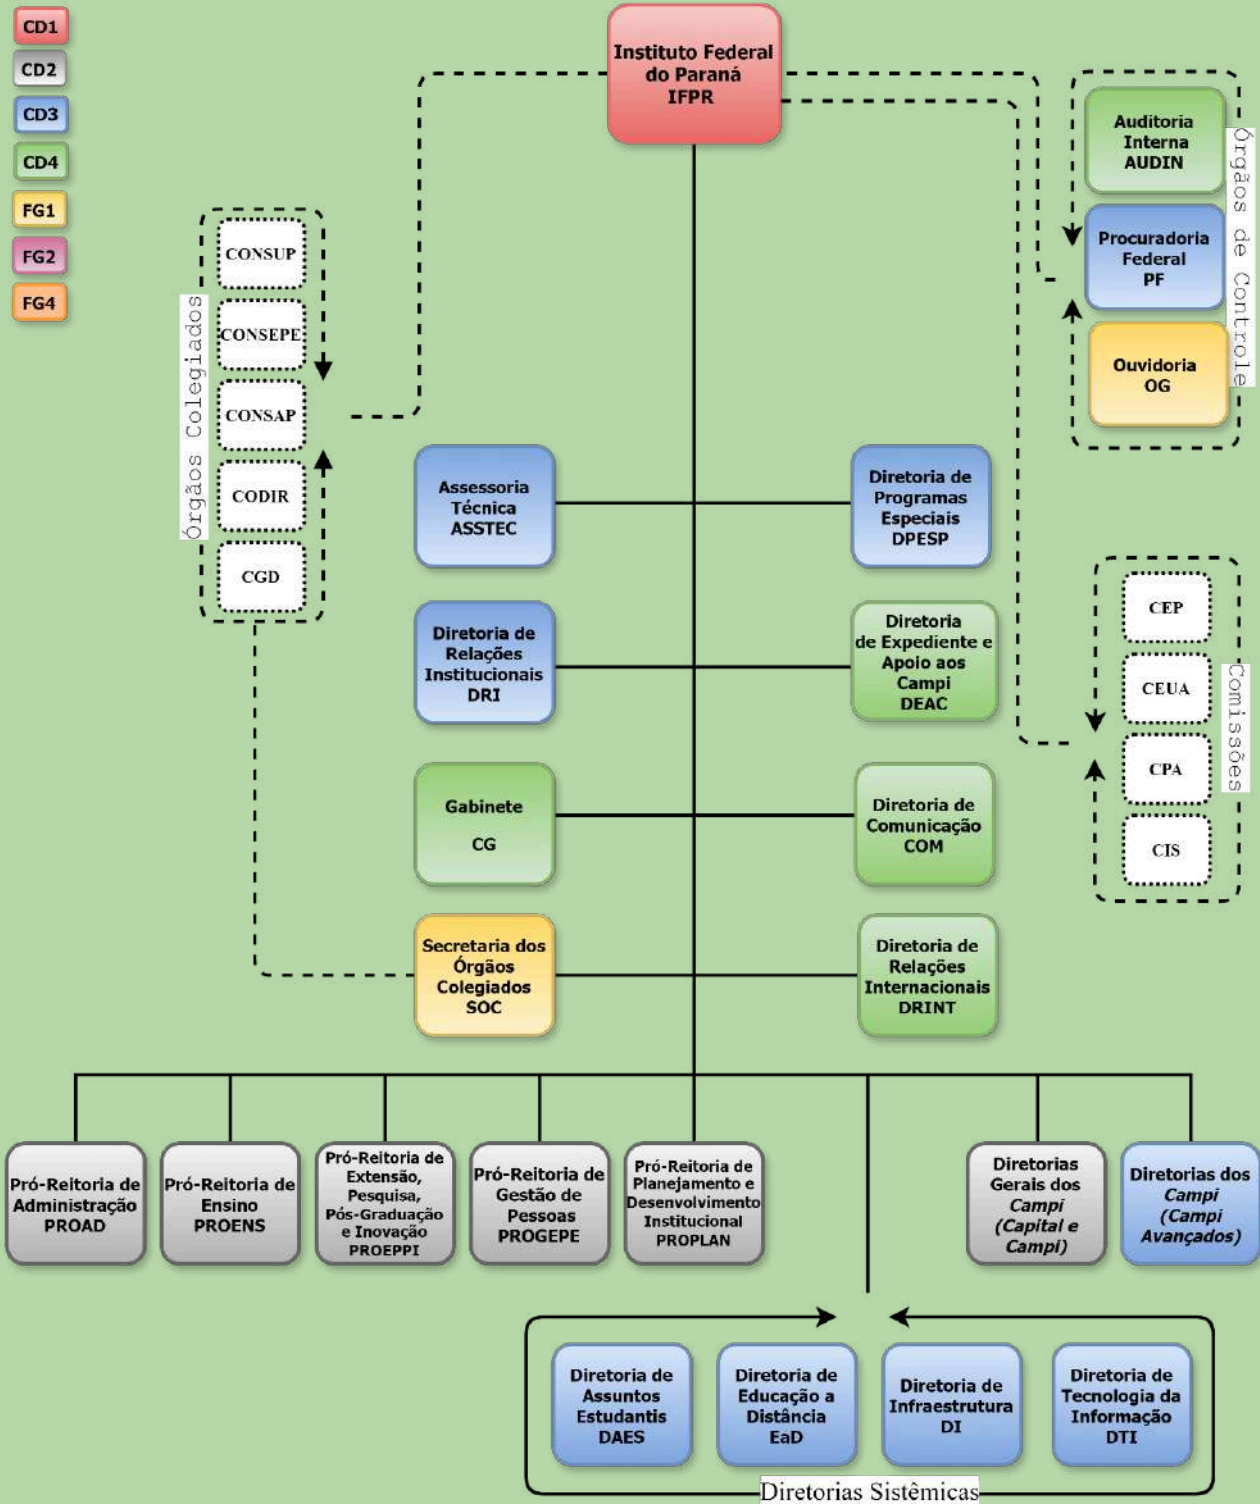 CD1
CD2
CD3
CD4
FG1
FG2
FG4
Instituto Federal
do Paraná
IFPR
Órgãos Colegiados
CONSUP
CONSEPE
CONSAP
CODIR
CGD
Órgãos de Controle
Auditoria
Interna
AUDIN
Procuradoria
Federal
PF
Ouvidoria
OG
Comissões
CEP
CEUA
CPA
CIS
Assessoria
Técnica
ASSTEC
Diretoria de
Programas
Especiais
DPESP
Diretoria de
Relações
Institucionais
DRI
Diretoria
de Expediente e
Apoio aos
Campi
DEAC
Gabinete
CG
Diretoria de
Comunicação
COM
Secretaria dos
Órgãos
Colegiados
SOC
Diretoria de
Relações
Internacionais
DRINT
Pró-Reitoria de
Administração
PROAD
Pró-Reitoria de
Ensino
PROENS
Pró-Reitoria de
Extensão,
Pesquisa,
Pós-Graduação
e Inovação
PROEPPI
Pró-Reitoria de
Gestão de
Pessoas
PROGEPE
Pró-Reitoria de
Planejamento e
Desenvolvimento
Institucional
PROPLAN
Diretorias
Gerais dos
Campi
(Capital e
Campi)
Diretorias dos
Campi
(Campi
Avançados)
Diretoria de
Assuntos
Estudantis
DAES
Diretoria de
Educação a
Distância
EaD
Diretoria de
Infraestrutura
DI
Diretoria de
Tecnologia da
Informação
DTI
Diretorias Sistêmicas